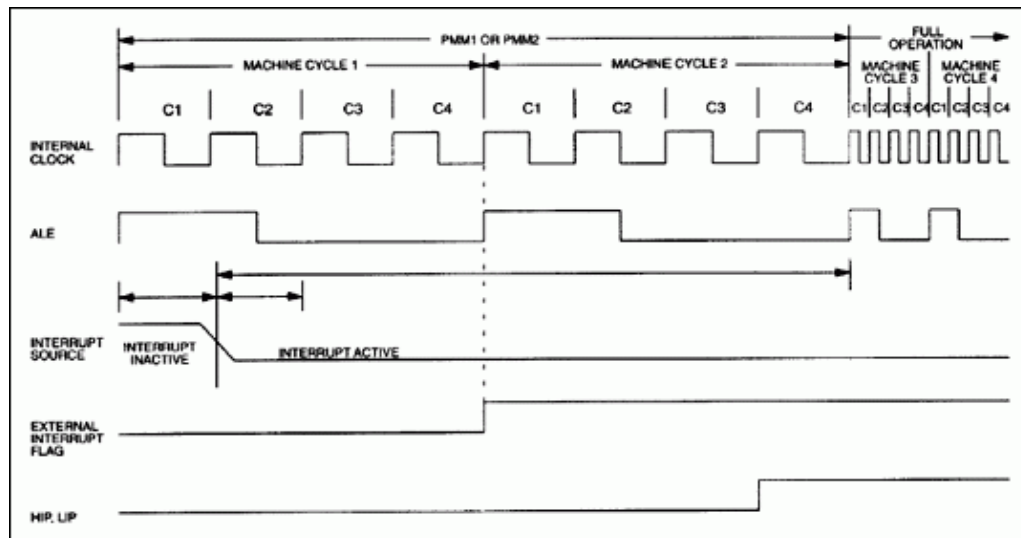 PMM1 OR PMM2
FULL
OPERATION
MACHINE CYCLE 1
MACHINE CYCLE 2
MACHINE
CYCLE 3
MACHINE
CYCLE 4
C1 C2 C3 C4 C1 C2 C3 C4 C1 C2 C3 C4 C1 C2 C3 C4
INTERNAL
CLOCK
ALE
INTERRUPT
SOURCE
INTERRUPT
INACTIVE
INTERRUPT ACTIVE
EXTERNAL
INTERRUPT
FLAG
HIP, LIP